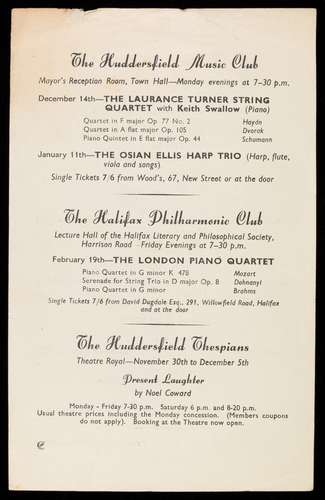 The Huddersfield Music Club
Mayor's Reception Room, Town Hall—Monday evenings at 7-30 p.m.
December 14th—THE LAURANCE TURNER STRING
QUARTET with Keith Swallow (Piano)
Quartet in F major Op 77 No. 2 Haydn
Quartet in A flat major Op. 105 Dvorak
Piano Quintet in E flat major Op. 44 Schumann
January 11th—THE OSIAN ELLIS HARP TRIO (Harp, flute,
viola and songs)
Single Tickets 7/6 from Wood's, 67, New Street or at the door
The Halifax Philharmonic Club
Lecture Hall of the Halifax Literary and Philosophical Society,
Harrison Road—Friday Evenings at 7-30 p.m.
February 19th—THE LONDON PIANO QUARTET
Piano Quartet in G minor K 478 Mozart
Serenade for String Trio in D major Op. 8 Dohnanyi
Piano Quartet in G minor Brahms
Single Tickets 7/6 from David Dugdale Esq., 291, Willowfield Road, Halifax
and at the door
The Huddersfield Thespians
Theatre Royal—November 30th to December 5th
Present Laughter
by Noel Coward
Monday - Friday 7-30 p.m. Saturday 6 p.m. and 8-20 p.m.
Usual theatre prices including the Monday concession. (Members coupons
do not apply). Booking at the Theatre now open.